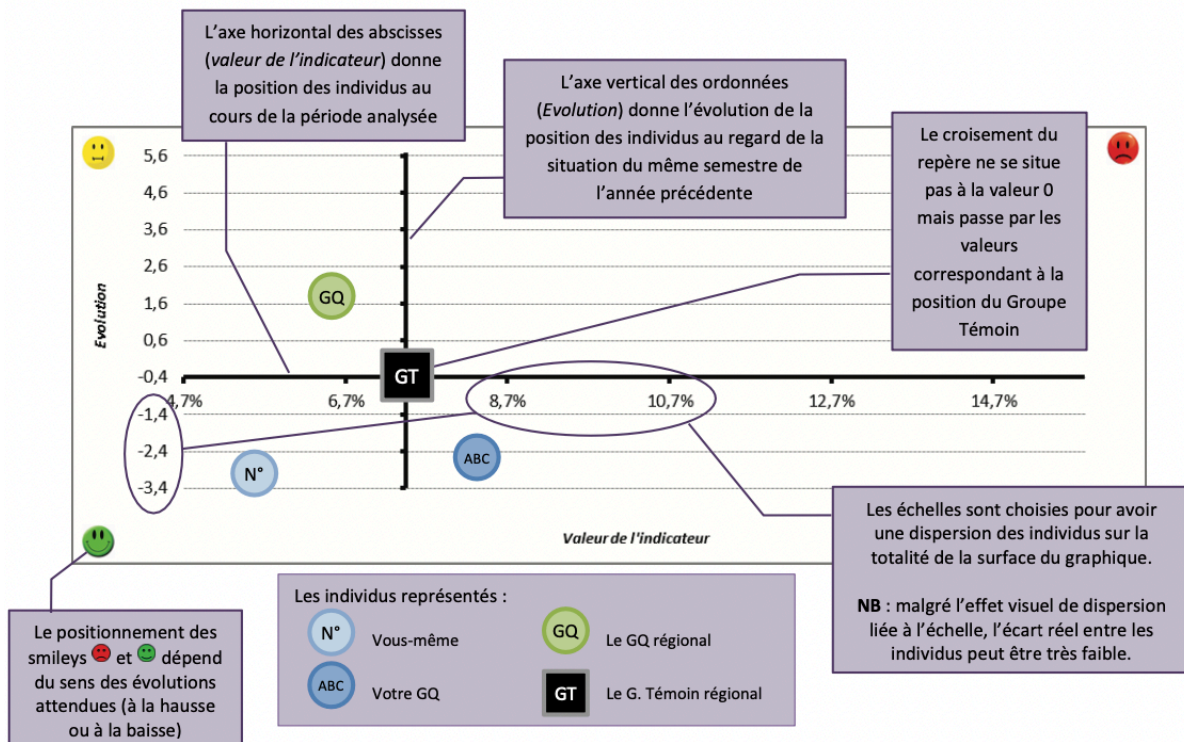 L’axe horizontal des abscisses
(valeur de l’indicateur) donne
la position des individus au
cours de la période analysée
L’axe vertical des ordonnées
(Evolution) donne l’évolution de la
position des individus au regard de la
situation du même semestre de
l’année précédente
Le croisement du
repère ne se situe
pas à la valeur 0
mais passe par les
valeurs
correspondant à la
position du Groupe
Témoin
5,6
4,6
3,6
2,6
1,6
0,6
-0,4
-1,4
-2,4
-3,4
Evolution
GQ
GT
4,7% 6,7% 8,7% 10,7% 12,7% 14,7%
N°
ABC
Valeur de l'indicateur
Les échelles sont choisies pour avoir
une dispersion des individus sur la
totalité de la surface du graphique.
NB : malgré l’effet visuel de dispersion
liée à l’échelle, l’écart réel entre les
individus peut être très faible.
Le positionnement des
smileys et dépend
du sens des évolutions
attendues (à la hausse
ou à la baisse)
Les individus représentés :
N° Vous-même
GQ Le GQ régional
ABC Votre GQ
GT Le G. Témoin régional